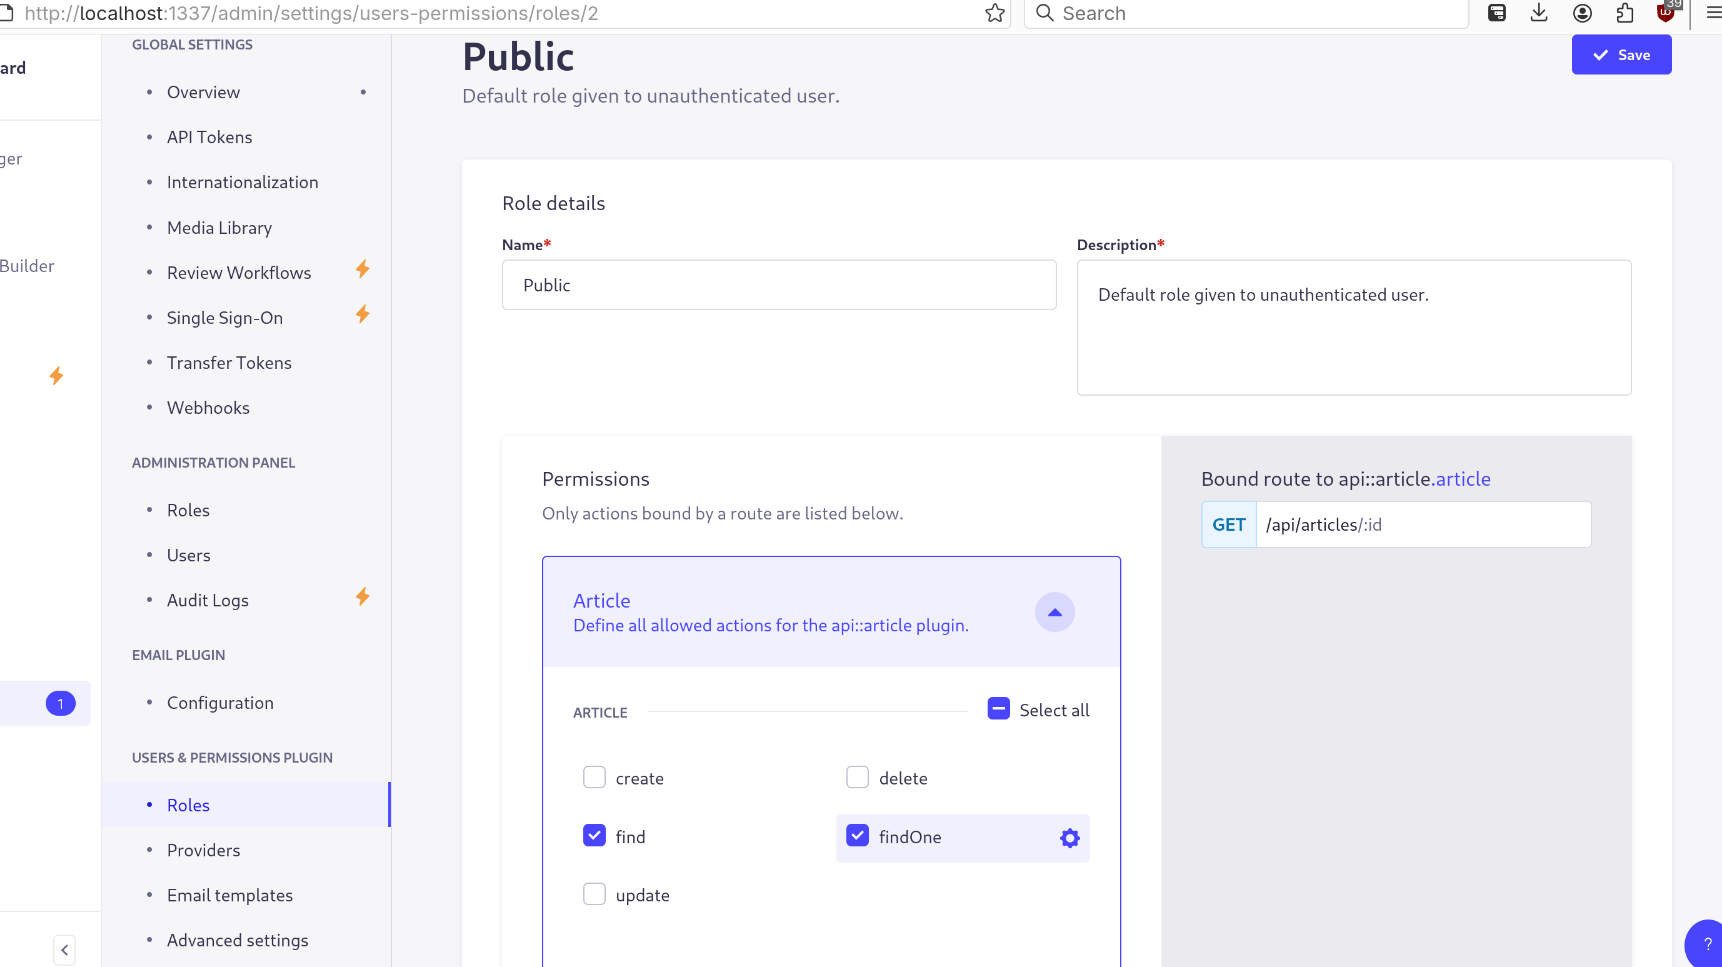 http://localhost:1337/admin/settings/users-permissions/roles/2
Search
39
ard
ger
Builder
1
GLOBAL SETTINGS
Overview
API Tokens
Internationalization
Media Library
Review Workflows
Single Sign-On
Transfer Tokens
Webhooks
ADMINISTRATION PANEL
Roles
Users
Audit Logs
EMAIL PLUGIN
Configuration
USERS & PERMISSIONS PLUGIN
Roles
Providers
Email templates
Advanced settings
Public
Save
Default role given to unauthenticated user.
Role details
Name*
Public
Description*
Default role given to unauthenticated user.
Permissions
Only actions bound by a route are listed below.
Article
Define all allowed actions for the api::article plugin.
ARTICLE
Select all
create
delete
find
findOne
update
Bound route to api::article.article
GET /api/articles/:id
?